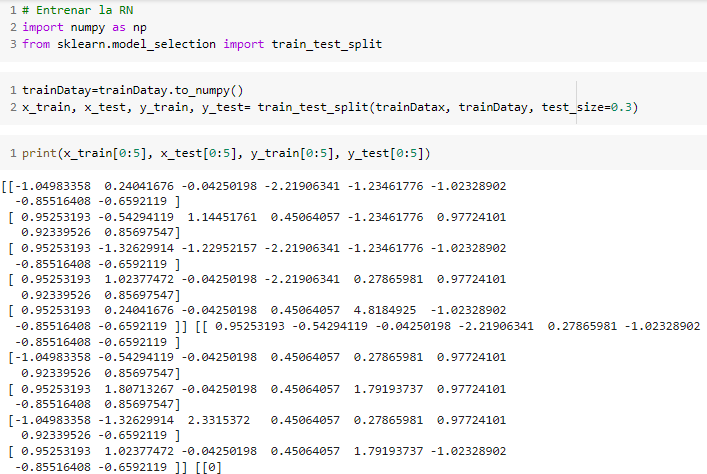 1 # Entrenar la RN
2 import numpy as np
3 from sklearn.model_selection import train_test_split
1 trainDatay=trainDatay.to_numpy()
2 x_train, x_test, y_train, y_test= train_test_split(trainDatax, trainDatay, test_size=0.3)
1 print(x_train[0:5], x_test[0:5], y_train[0:5], y_test[0:5])
[[-1.04983358  0.24041676 -0.04250198 -2.21906341 -1.23461776 -1.02328902
  -0.85516408 -0.6592119 ]
 [ 0.95253193 -0.54294119  1.14451761  0.45064057 -1.23461776  0.97724101
   0.92339526  0.85697547]
 [ 0.95253193 -1.32629914 -1.22952157 -2.21906341 -1.23461776 -1.02328902
  -0.85516408 -0.6592119 ]
 [ 0.95253193  1.02377472 -0.04250198 -2.21906341  0.27865981  0.97724101
   0.92339526  0.85697547]
 [ 0.95253193  0.24041676 -0.04250198  0.45064057  4.8184925  -1.02328902
  -0.85516408 -0.6592119 ]] [[ 0.95253193 -0.54294119 -0.04250198 -2.21906341  0.27865981 -1.02328902
  -0.85516408 -0.6592119 ]
 [-1.04983358 -0.54294119 -0.04250198  0.45064057  0.27865981  0.97724101
   0.92339526  0.85697547]
 [ 0.95253193  1.80713267 -0.04250198  0.45064057  1.79193737  0.97724101
  -0.85516408  0.85697547]
 [-1.04983358 -1.32629914  2.3315372   0.45064057  0.27865981  0.97724101
   0.92339526 -0.6592119 ]
 [ 0.95253193  1.02377472 -0.04250198  0.45064057  1.79193737 -1.02328902
  -0.85516408 -0.6592119 ]] [[0]